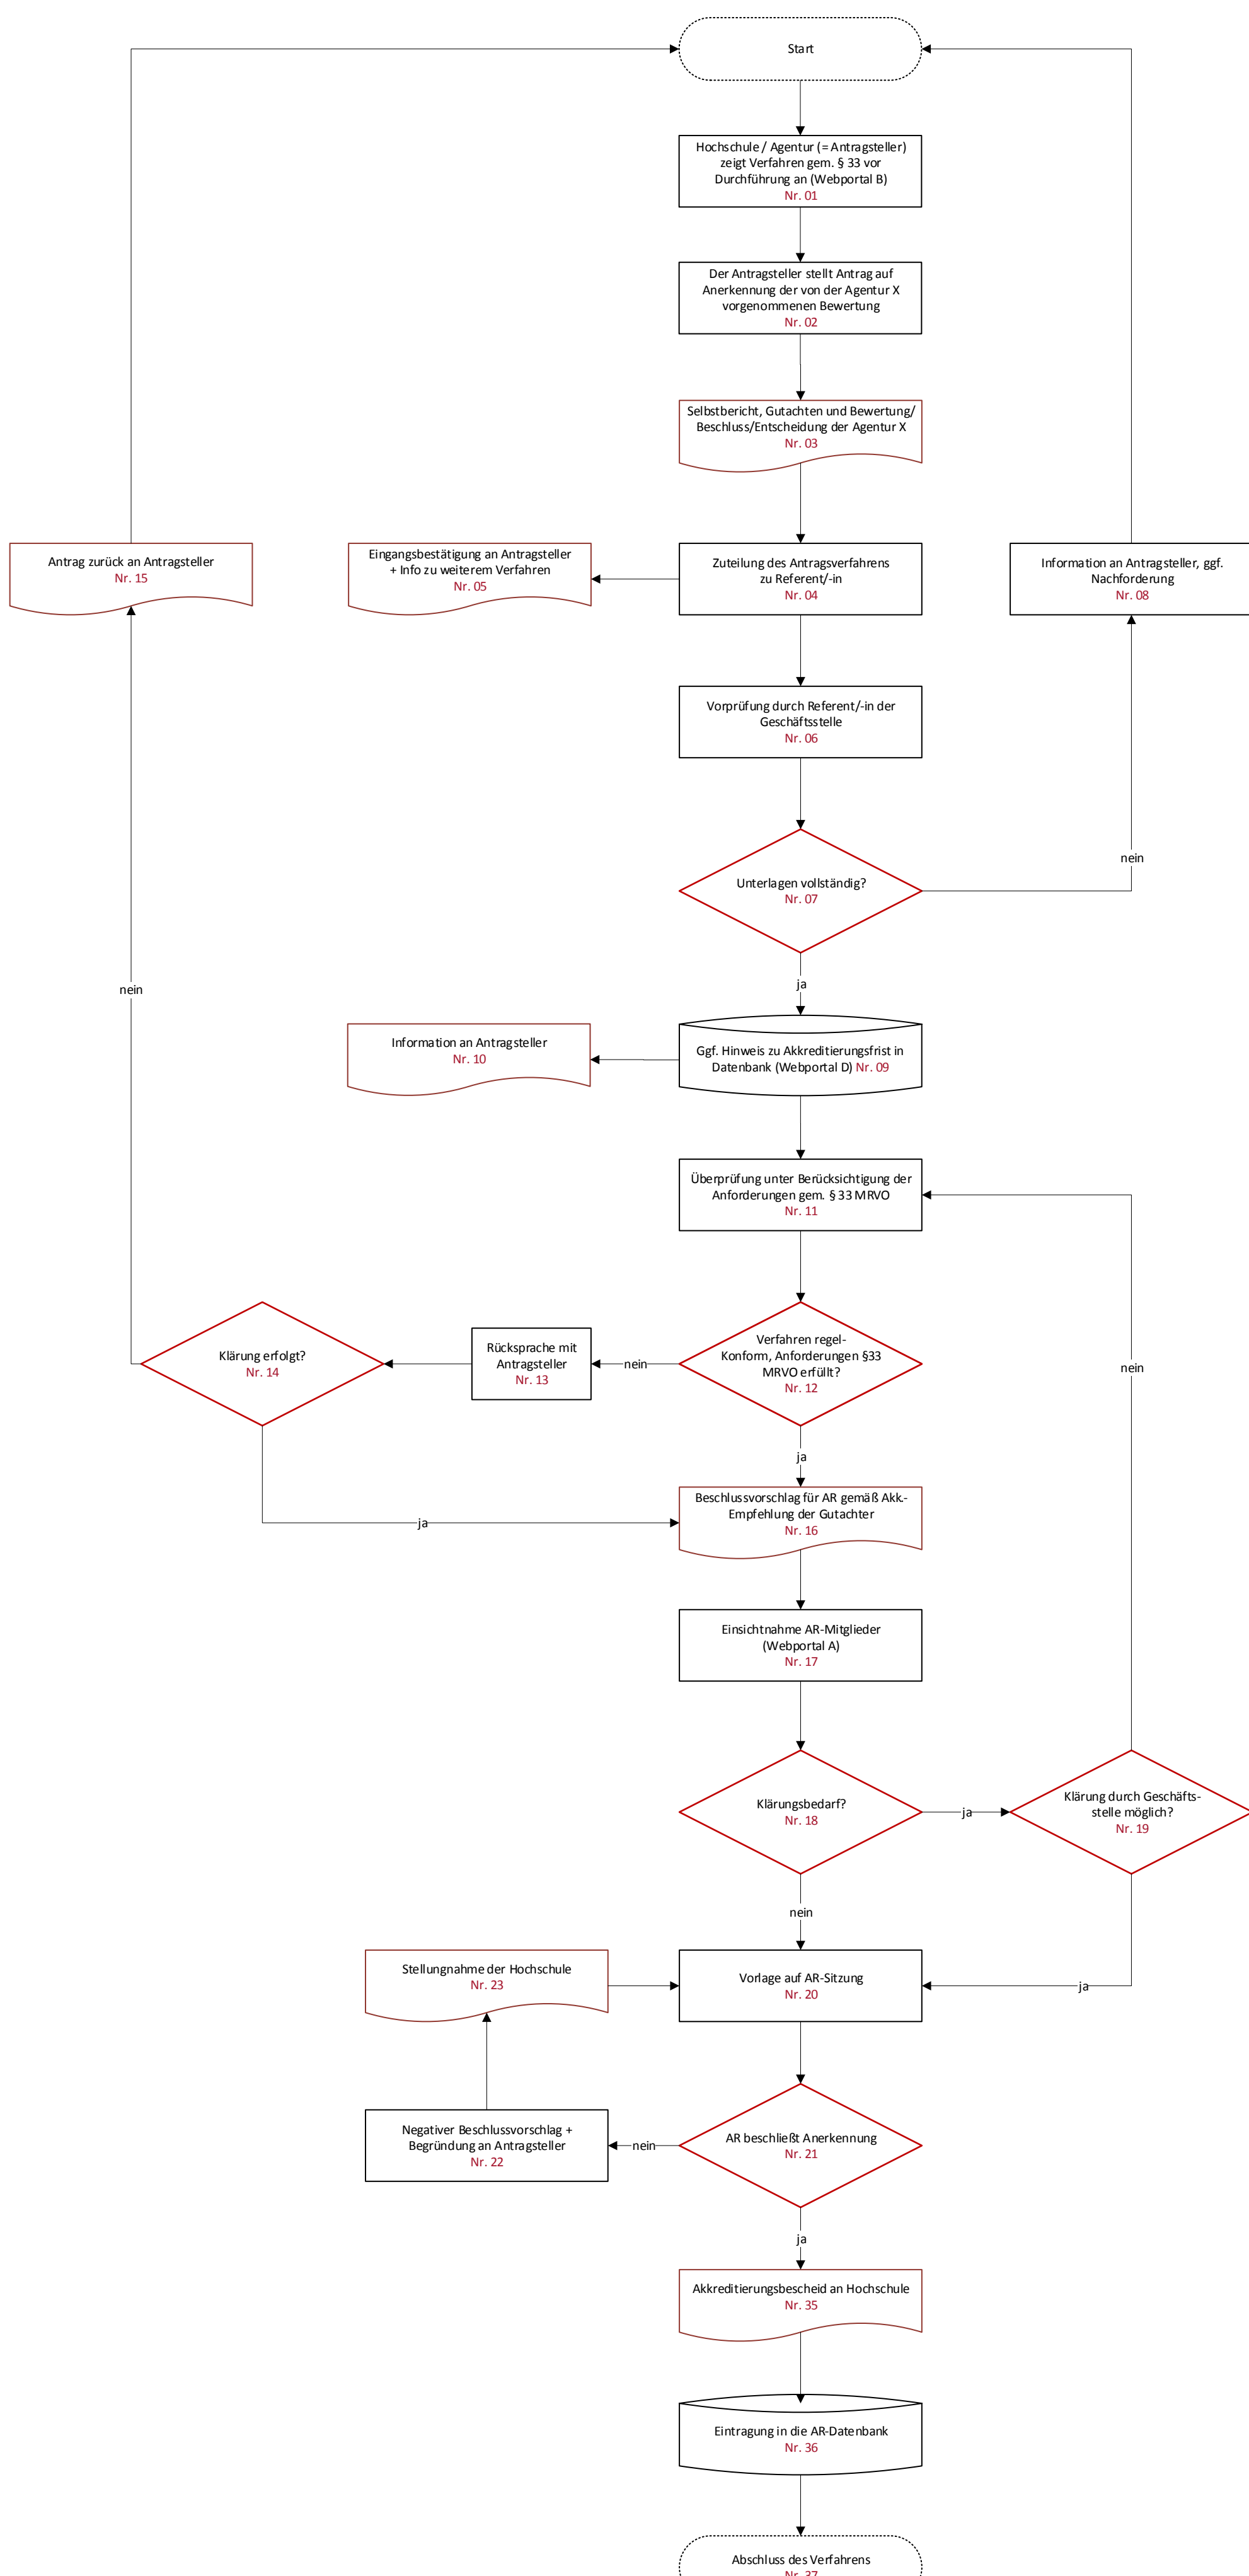 Start
Hochschule / Agentur (= Antragsteller)
zeigt Verfahren gem. § 33 vor
Durchführung an (Webportal B)
Nr. 01
Der Antragsteller stellt Antrag auf
Anerkennung der von der Agentur X
vorgenommenen Bewertung
Nr. 02
Selbstbericht, Gutachten und Bewertung/
Beschluss/Entscheidung der Agentur X
Nr. 03
Antrag zurück an Antragsteller
Nr. 15
Eingangsbestätigung an Antragsteller
+ Info zu weiterem Verfahren
Nr. 05
Zuteilung des Antragsverfahrens
zu Referent/-in
Nr. 04
Information an Antragsteller, ggf.
Nachforderung
Nr. 08
Vorprüfung durch Referent/-in der
Geschäftsstelle
Nr. 06
nein
Unterlagen vollständig?
Nr. 07
ja
nein
Information an Antragsteller
Nr. 10
Ggf. Hinweis zu Akkreditierungsfrist in
Datenbank (Webportal D) Nr. 09
Überprüfung unter Berücksichtigung der
Anforderungen gem. § 33 MRVO
Nr. 11
Klärung erfolgt?
Nr. 14
Rücksprache mit
Antragsteller
Nr. 13
nein
Verfahren regel-
Konform, Anforderungen §33
MRVO erfüllt?
Nr. 12
nein
ja
ja
Beschlussvorschlag für AR gemäß Akk.-
Empfehlung der Gutachter
Nr. 16
Einsichtnahme AR-Mitglieder
(Webportal A)
Nr. 17
Klärungsbedarf?
Nr. 18
ja
Klärung durch Geschäfts-
stelle möglich?
Nr. 19
nein
Stellungnahme der Hochschule
Nr. 23
Vorlage auf AR-Sitzung
Nr. 20
ja
Negativer Beschlussvorschlag +
Begründung an Antragsteller
Nr. 22
nein
AR beschließt Anerkennung
Nr. 21
ja
Akkreditierungsbescheid an Hochschule
Nr. 35
Eintragung in die AR-Datenbank
Nr. 36
Abschluss des Verfahrens
Nr. 37